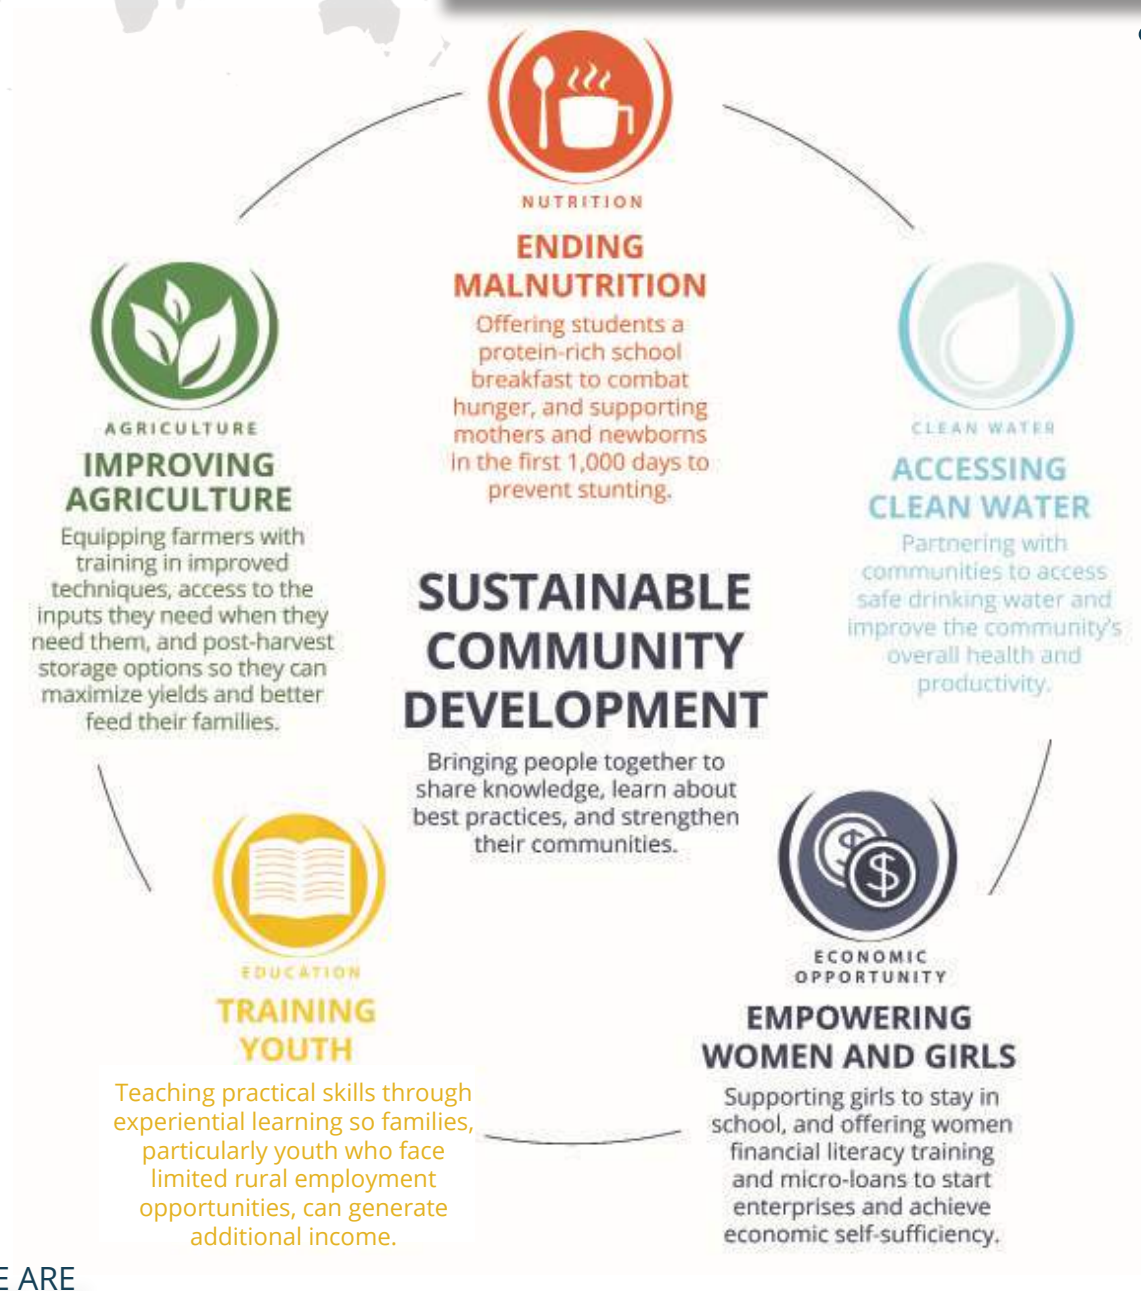 NUTRITION
ENDING
MALNUTRITION
Offering students a
protein-rich school
breakfast to combat
hunger, and supporting
mothers and newborns
in the first 1,000 days to
prevent stunting.
AGRICULTURE
IMPROVING
AGRICULTURE
Equipping farmers with
training in improved
techniques, access to the
inputs they need when they
need them, and post-harvest
storage options so they can
maximize yields and better
feed their families.
CLEAN WATER
ACCESSING
CLEAN WATER
Partnering with
communities to access
safe drinking water and
improve the community's
overall health and
productivity.
SUSTAINABLE
COMMUNITY
DEVELOPMENT
Bringing people together to
share knowledge, learn about
best practices, and strengthen
their communities.
EDUCATION
TRAINING
YOUTH
Teaching practical skills through
experiential learning so families,
particularly youth who face
limited rural employment
opportunities, can generate
additional income.
$
$
ECONOMIC
OPPORTUNITY
EMPOWERING
WOMEN AND GIRLS
Supporting girls to stay in
school, and offering women
financial literacy training
and micro-loans to start
enterprises and achieve
economic self-sufficiency.
E ARE